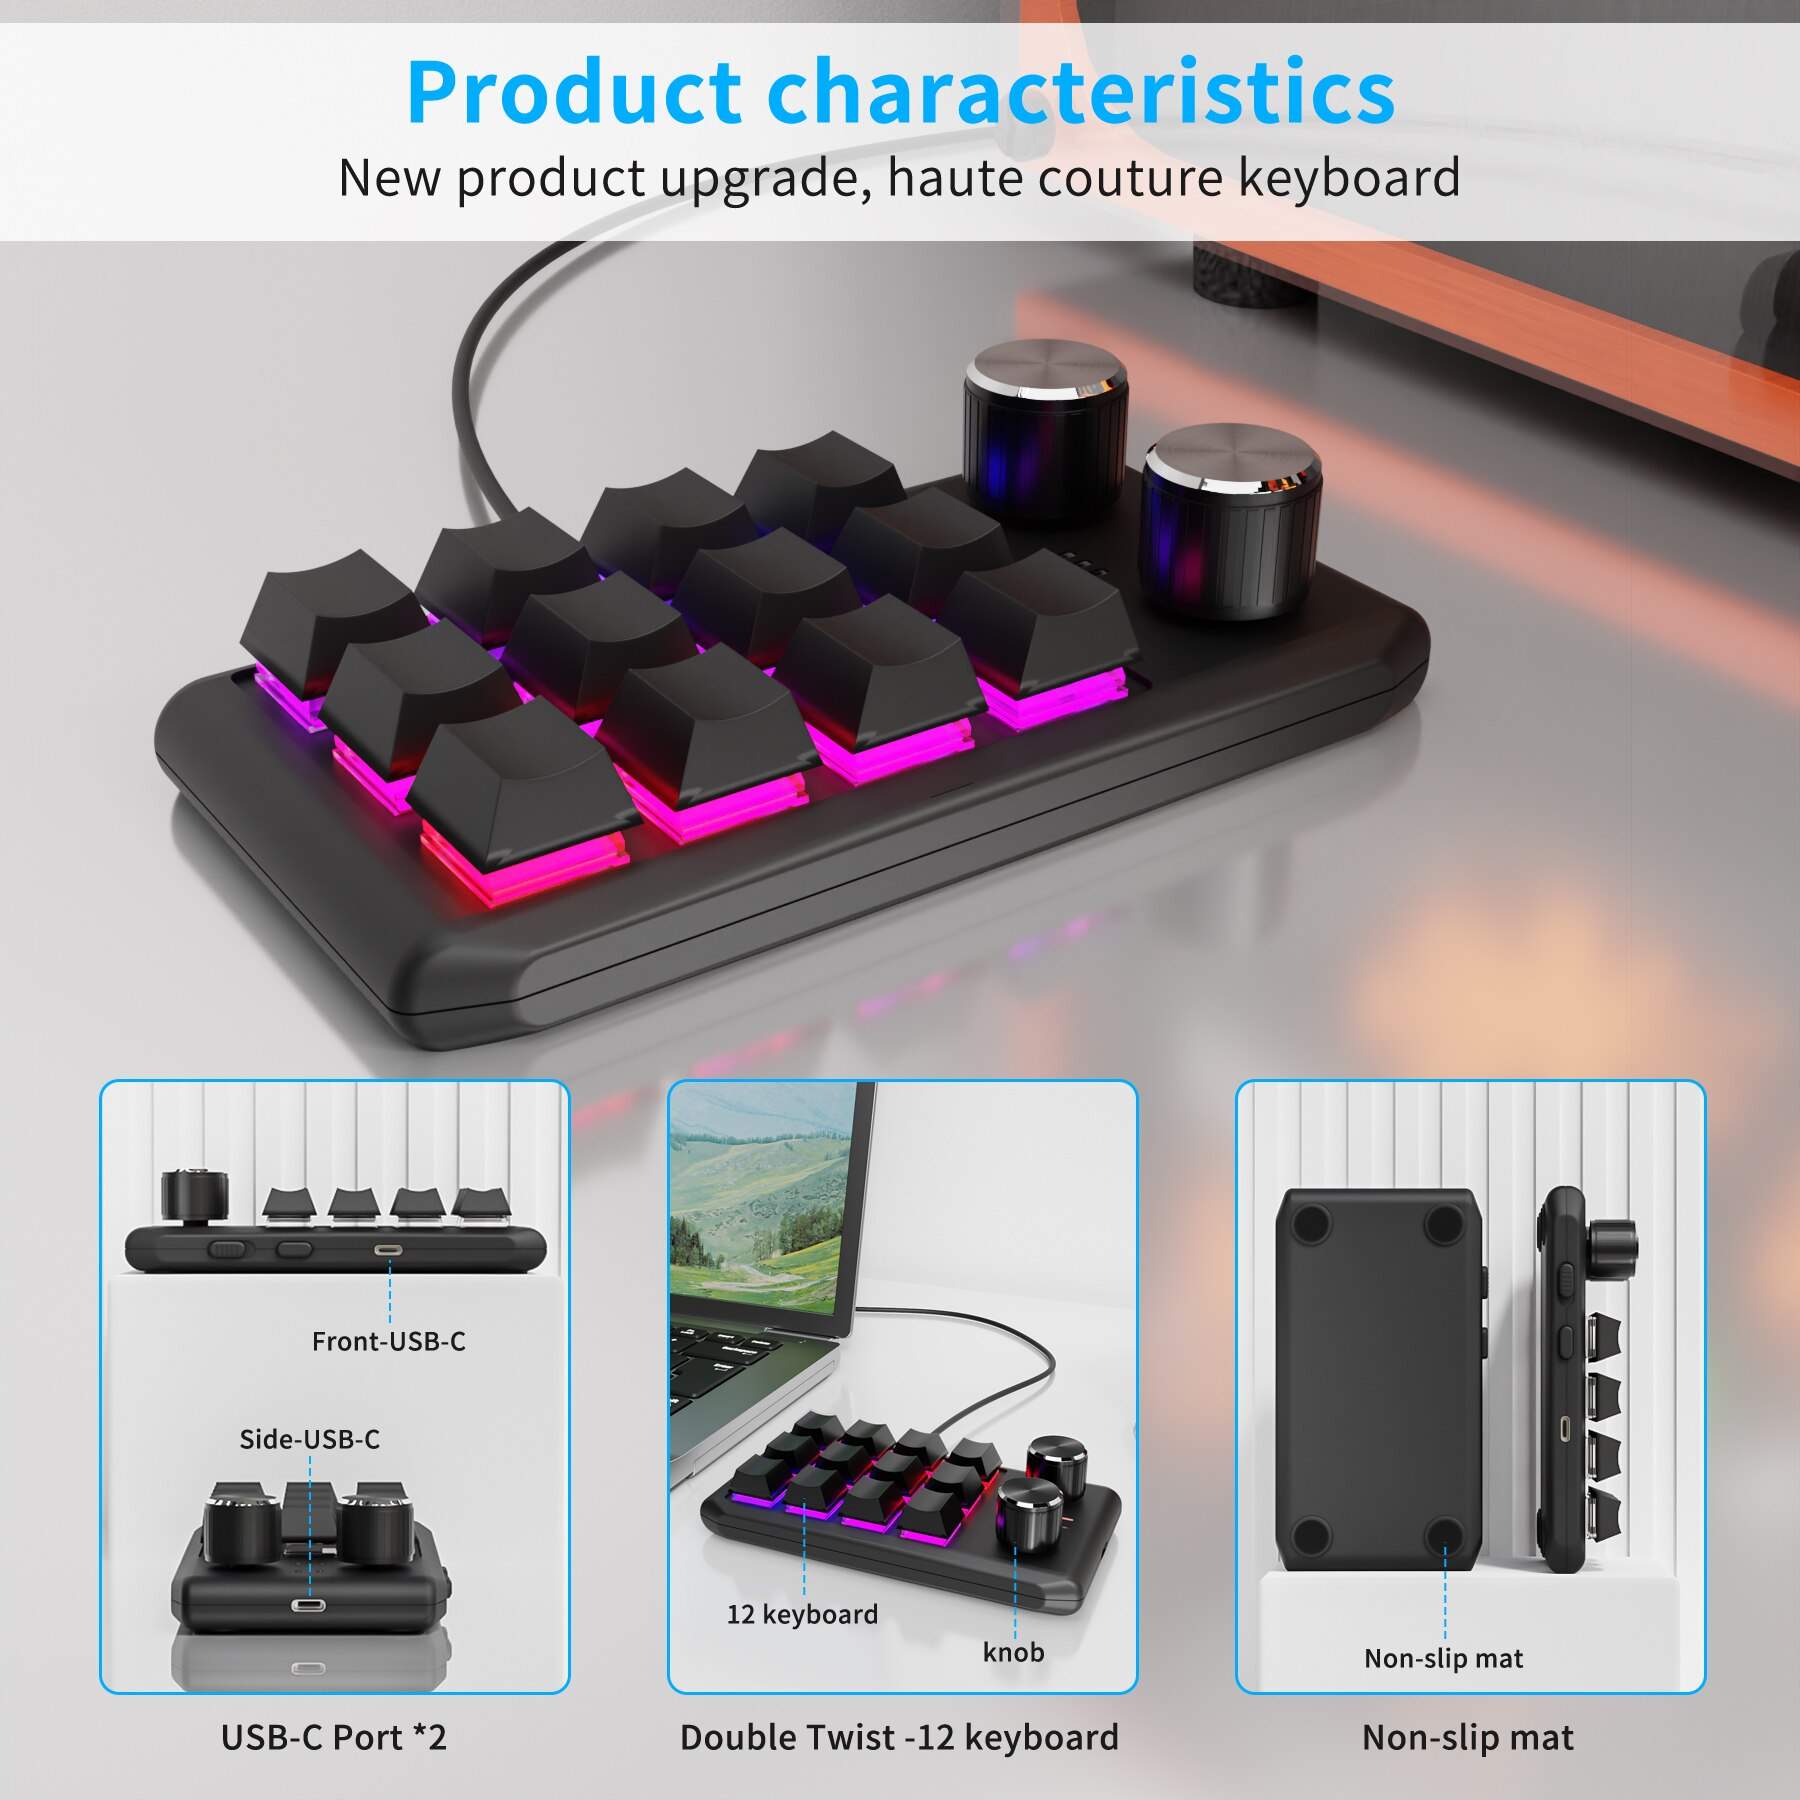 Product characteristics
New product upgrade, haute couture keyboard
Front-USB-C
Side-USB-C
12 keyboard
knob
Non-slip mat
USB-C Port *2
Double Twist -12 keyboard
Non-slip mat